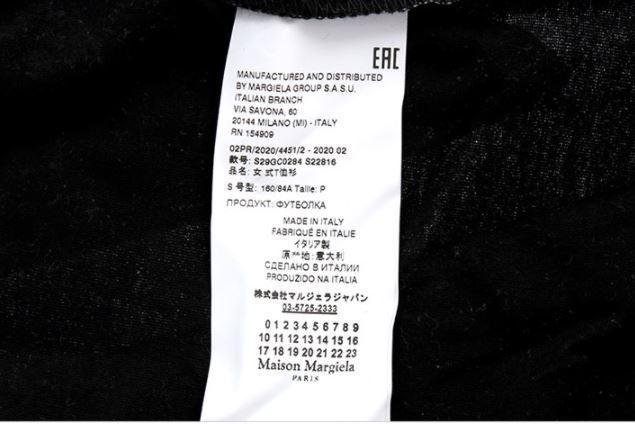 EAC
MANUFACTURED AND DISTRIBUTED
BY MARGIELA GROUP S.A.S.U.
ITALIAN BRANCH
VIA SAVONA, 60
20144 MILANO (MI) - ITALY
RN 154909
02PR/2020/4451/2 - 2020 02
款号: S29GC0284 S22816
品名: 女 式T恤衫
S 号型: 160/84A Taille: P
ПРОДУКТ: ФУТБОЛКА
MADE IN ITALY
FABRIQUÉ EN ITALIE
イタリア製
原产地: 意大利
СДЕЛАНО В ИТАЛИИ
PRODUZIDO NA ITALIA
株式会社マルジェラジャパン
03-5725-2333
0 1 2 3 4 5 6 7 8 9
10 11 12 13 14 15 16
17 18 19 20 21 22 23
Maison Margiela
PARIS